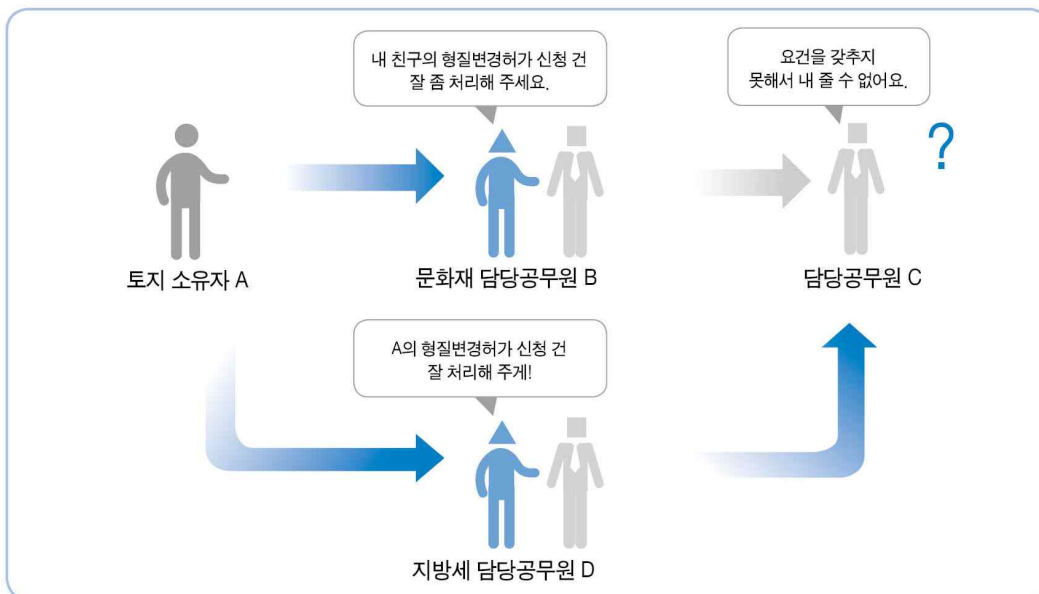 내 친구의 형질변경허가 신청 건
잘 좀 처리해 주세요.
요건을 갖추지
못해서 내 줄 수 없어요.
?
토지 소유자 A
문화재 담당공무원 B
담당공무원 C
A의 형질변경허가 신청 건
잘 처리해 주게!
지방세 담당공무원 D